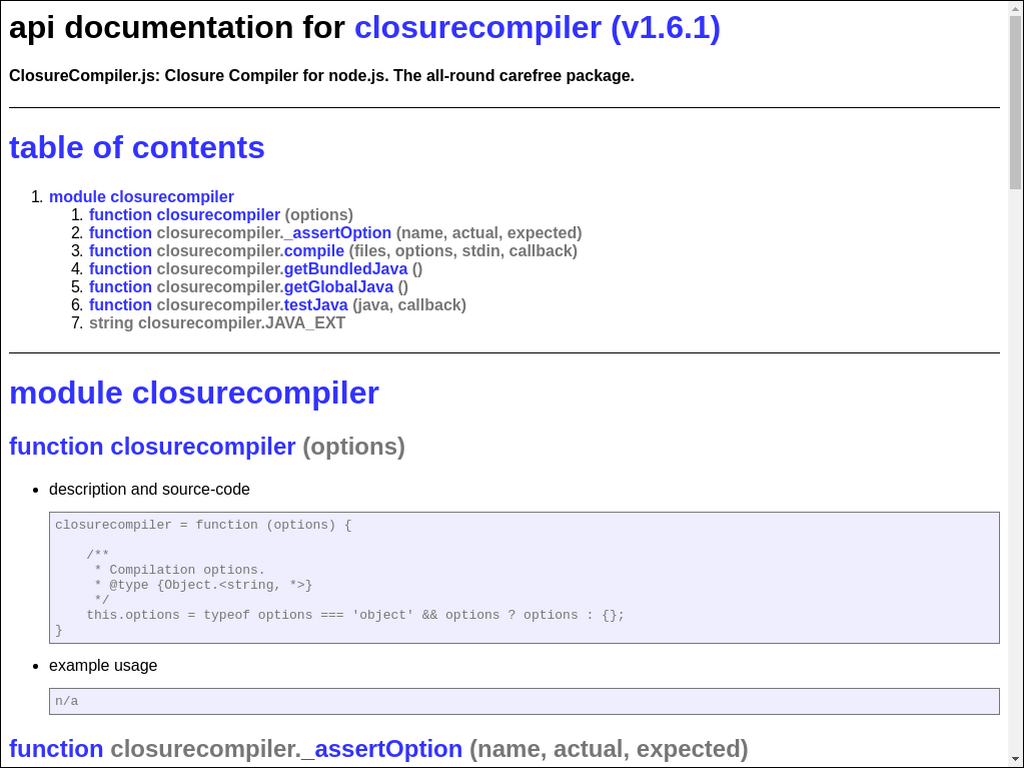 api documentation for closurecompiler (v1.6.1)
ClosureCompiler.js: Closure Compiler for node.js. The all-round carefree package.
table of contents
1. module closurecompiler
1. function closurecompiler (options)
2. function closurecompiler._assertOption (name, actual, expected)
3. function closurecompiler.compile (files, options, stdin, callback)
4. function closurecompiler.getBundledJava ()
5. function closurecompiler.getGlobalJava ()
6. function closurecompiler.testJava (java, callback)
7. string closurecompiler.JAVA_EXT
module closurecompiler
function closurecompiler (options)
• description and source-code
closurecompiler = function (options) {
    /**
     * Compilation options.
     * @type {Object.<string, *>}
     */
    this.options = typeof options === 'object' && options ? options : {};
}
• example usage
n/a
function closurecompiler._assertOption (name, actual, expected)